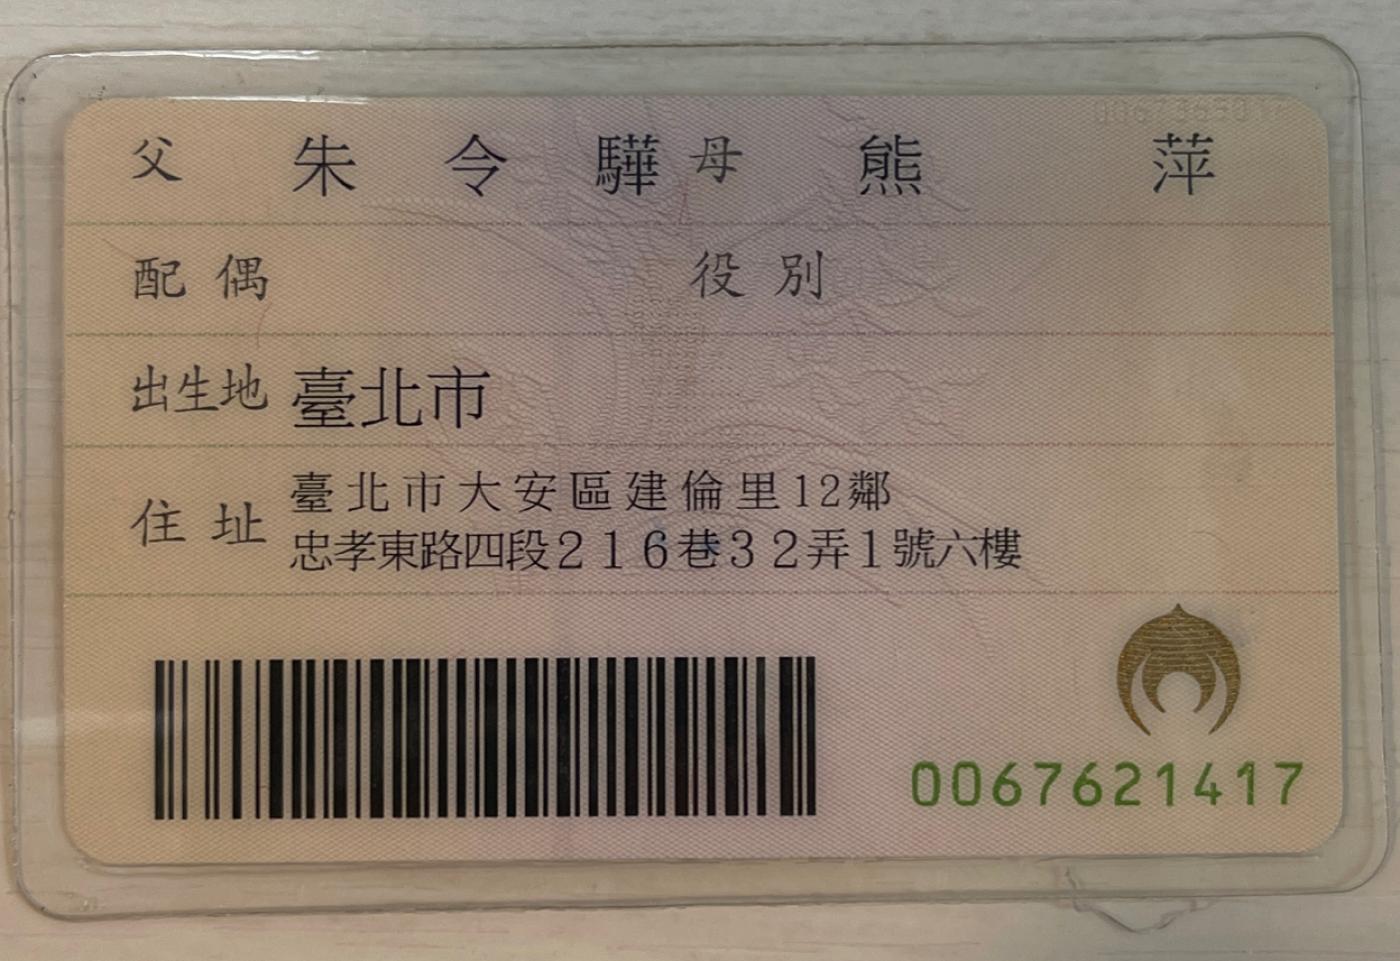 父 朱令驊 母 熊萍
配偶 役別
出生地 臺北市
住址 臺北市大安區建倫里12鄰
忠孝東路四段216巷32弄1號六樓
0067621417